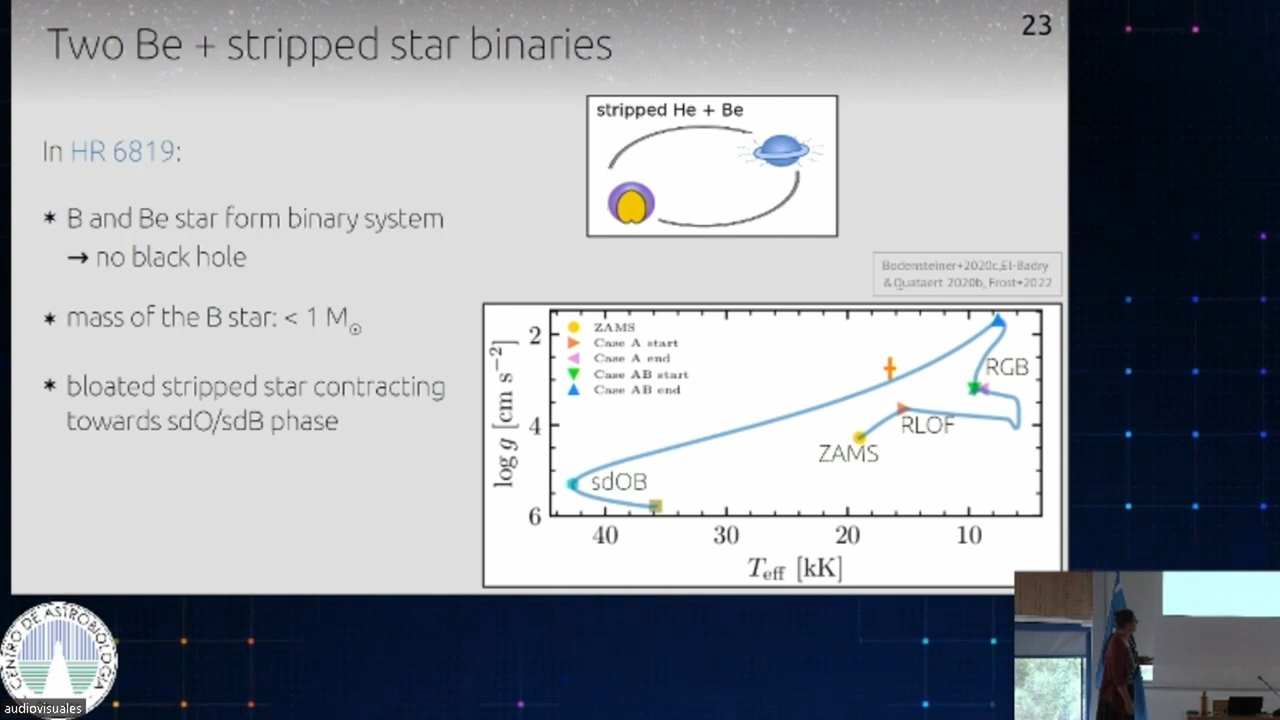 Two Be + stripped star binaries
23
In HR 6819:
✶ B and Be star form binary system
→ no black hole
✶ mass of the B star: < 1 M☉
✶ bloated stripped star contracting
towards sdO/sdB phase
stripped He + Be
Bodensteiner+2020c,El-Badry
& Quataert 2020b, Frost+2022
ZAMS
Case A start
Case A end
Case AB start
Case AB end
RGB
RLOF
ZAMS
sdOB
log g [cm s⁻²]
2
4
6
40 30 20 10
Teff [kK]
CENTRO DE ASTROBIOLOGÍA
audiovisuales